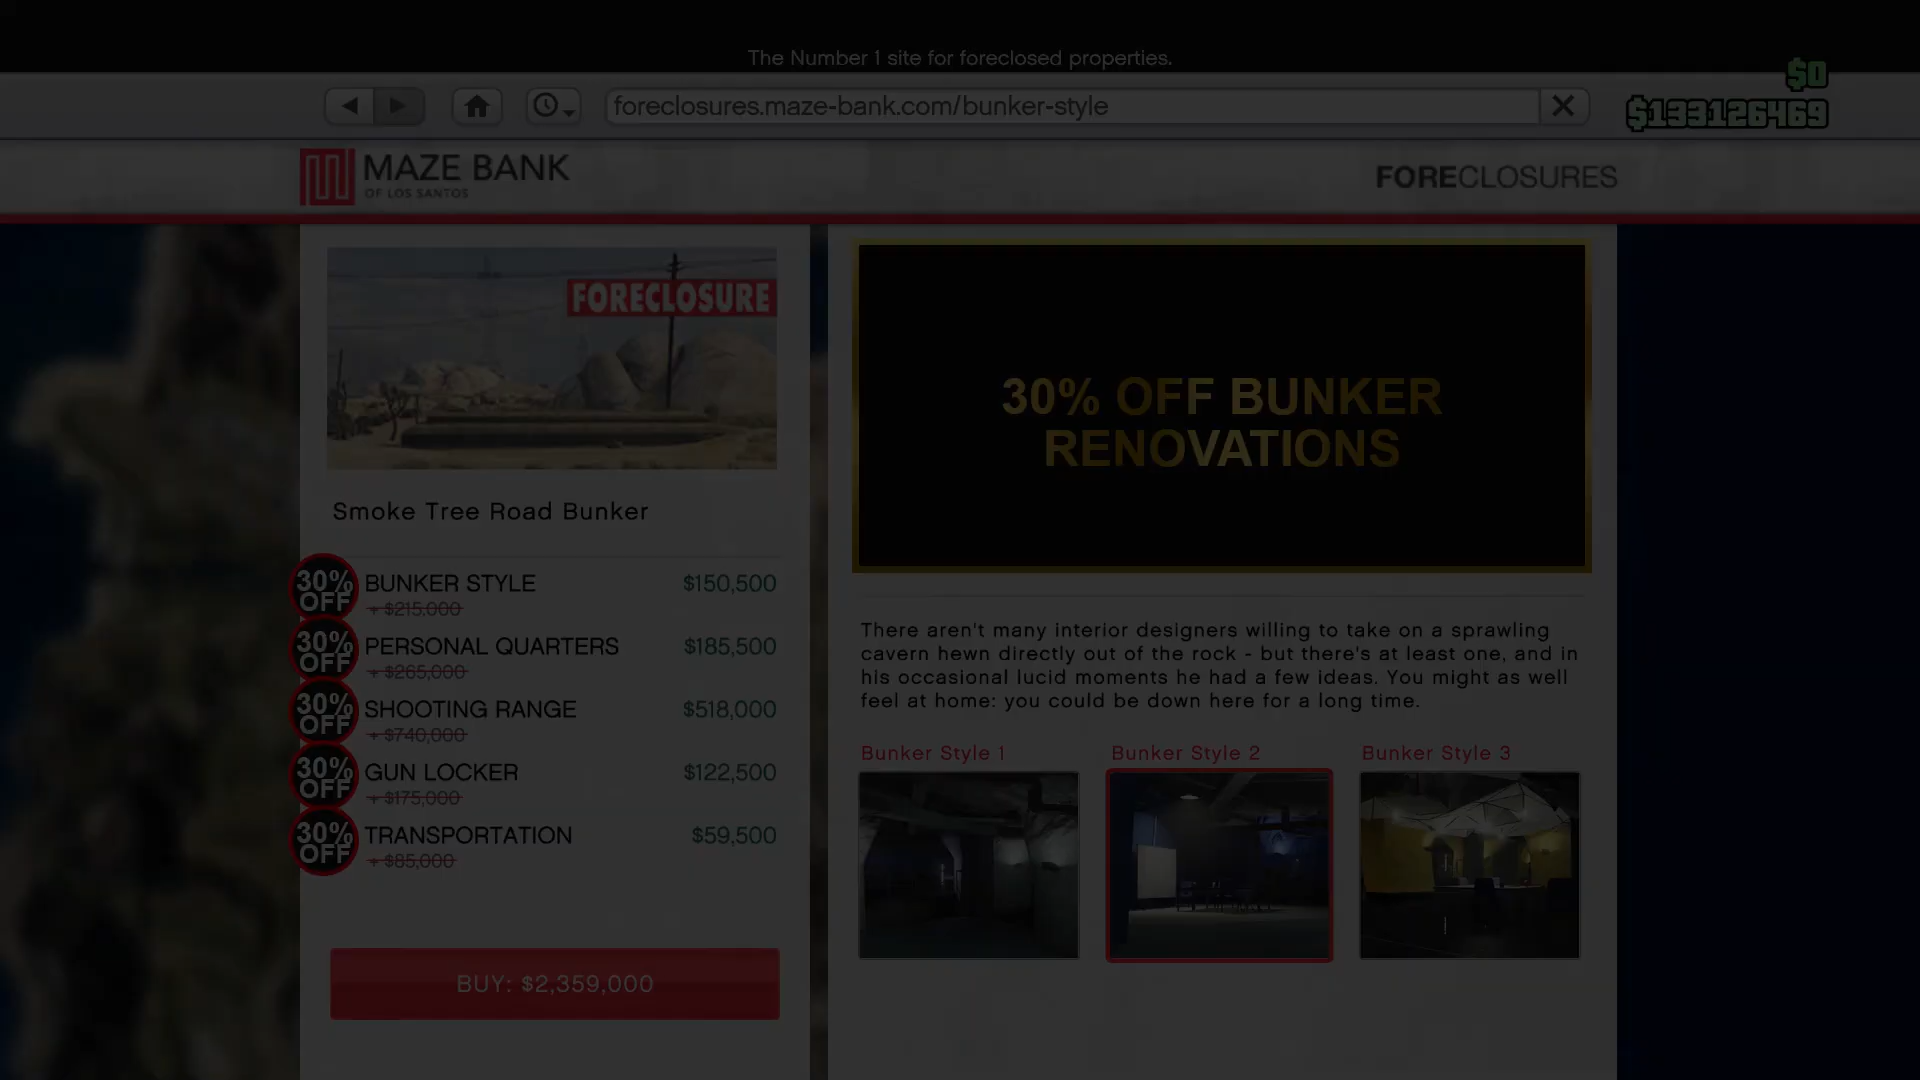 The Number 1 site for foreclosed properties.
$0
foreclosures.maze-bank.com/bunker-style
$133126469
MAZE BANK
OF LOS SANTOS
FORECLOSURES
FORECLOSURE
Smoke Tree Road Bunker
30% OFF
BUNKER STYLE
$150,500
+ $215,000
30% OFF
PERSONAL QUARTERS
$185,500
+ $265,000
30% OFF
SHOOTING RANGE
$518,000
+ $740,000
30% OFF
GUN LOCKER
$122,500
+ $175,000
30% OFF
TRANSPORTATION
$59,500
+ $85,000
BUY: $2,359,000
30% OFF BUNKER
RENOVATIONS
There aren't many interior designers willing to take on a sprawling
cavern hewn directly out of the rock - but there's at least one, and in
his occasional lucid moments he had a few ideas. You might as well
feel at home: you could be down here for a long time.
Bunker Style 1
Bunker Style 2
Bunker Style 3